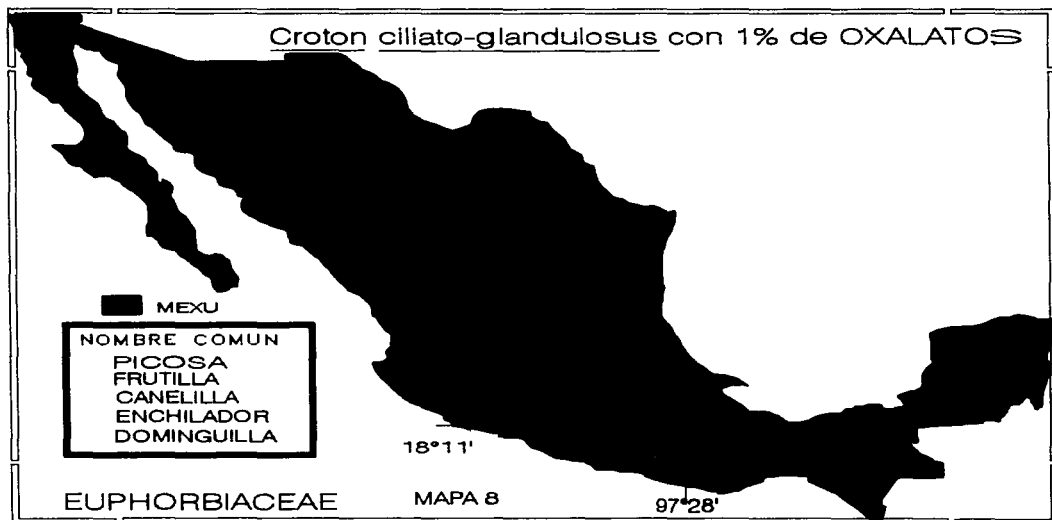 Croton ciliato-glandulosus con 1% de OXALATOS
MEXU
NOMBRE COMUN
PICOSA
FRUTILLA
CANELILLA
ENCHILADOR
DOMINGUILLA
18°11'
97°28'
EUPHORBIACEAE
MAPA 8